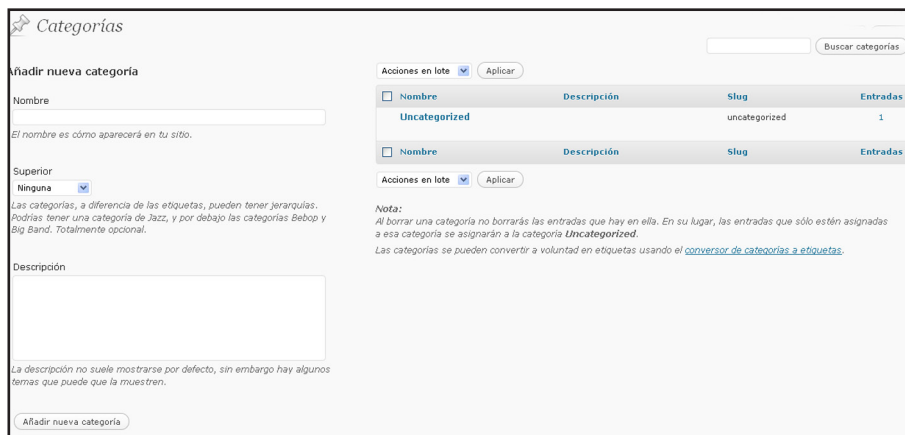 Categorías
Buscar categorías
Añadir nueva categoría
Nombre
El nombre es cómo aparecerá en tu sitio.
Superior
Ninguna
Las categorías, a diferencia de las etiquetas, pueden tener jerarquías.
Podrías tener una categoría de Jazz, y por debajo las categorías Bebop y
Big Band. Totalmente opcional.
Descripción
La descripción no suele mostrarse por defecto, sin embargo hay algunos
temas que puede que la muestren.
Añadir nueva categoría
Acciones en lote Aplicar
Nombre Descripción Slug Entradas
Uncategorized uncategorized 1
Nombre Descripción Slug Entradas
Acciones en lote Aplicar
Nota:
Al borrar una categoría no borrarás las entradas que hay en ella. En su lugar, las entradas que sólo estén asignadas
a esa categoría se asignarán a la categoría Uncategorized.
Las categorías se pueden convertir a voluntad en etiquetas usando el conversor de categorías a etiquetas.